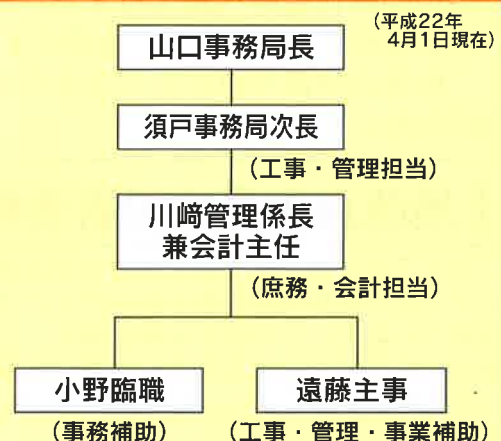 (平成22年
4月1日現在)
山口事務局長
須戸事務局次長
(工事・管理担当)
川﨑管理係長
兼会計主任
(庶務・会計担当)
小野臨職
遠藤主事
(事務補助)
(工事・管理・事業補助)